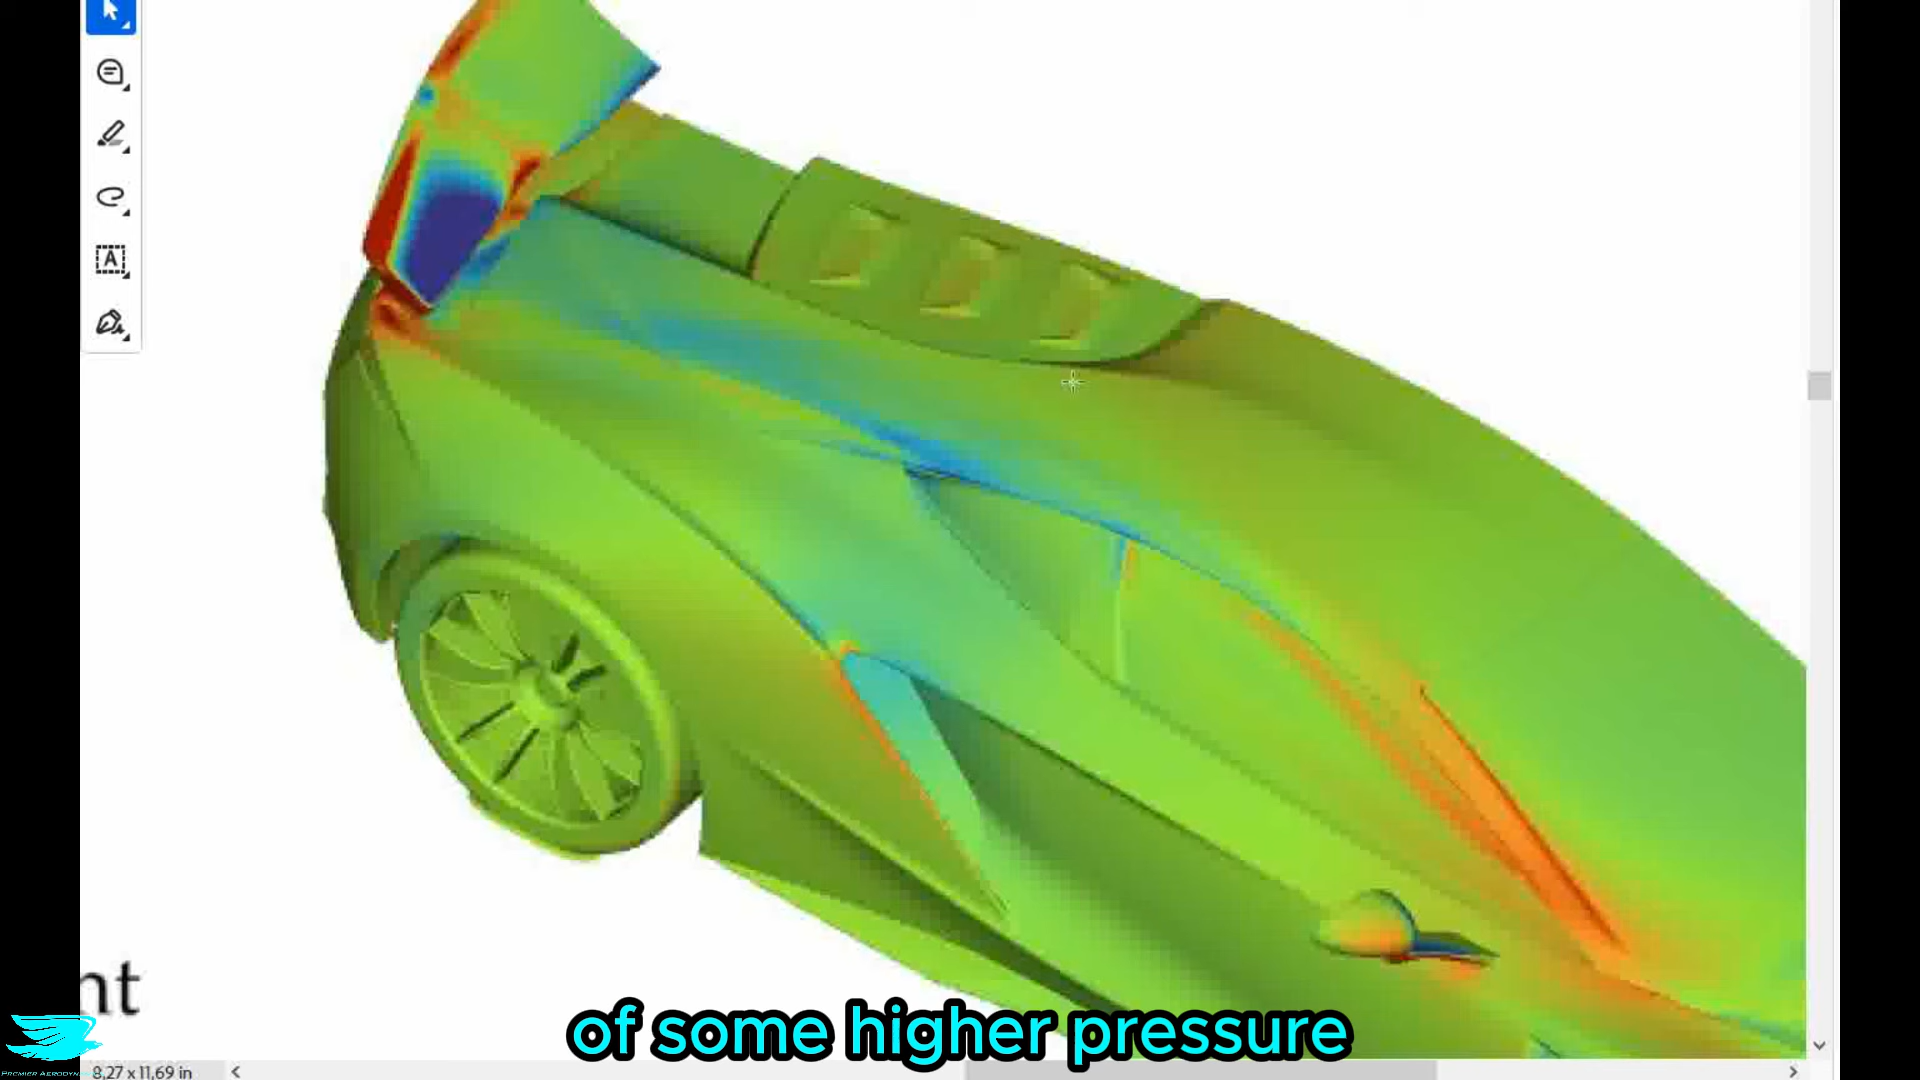 A
nt
of some higher pressure
8,27 x 11,69 in